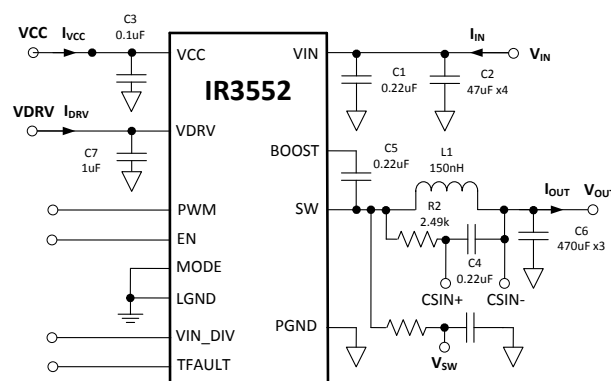 VCC
IVCC
C3
0.1uF
VCC
VIN
IIN
VIN
IR3552
C1
0.22uF
C2
47uF x4
VDRV
IDRV
VDRV
C7
1uF
BOOST
C5
0.22uF
L1
150nH
IOUT
VOUT
PWM
SW
R2
2.49k
C6
470uF x3
EN
C4
0.22uF
MODE
CSIN+
CSIN-
LGND
PGND
VIN_DIV
VSW
TFAULT